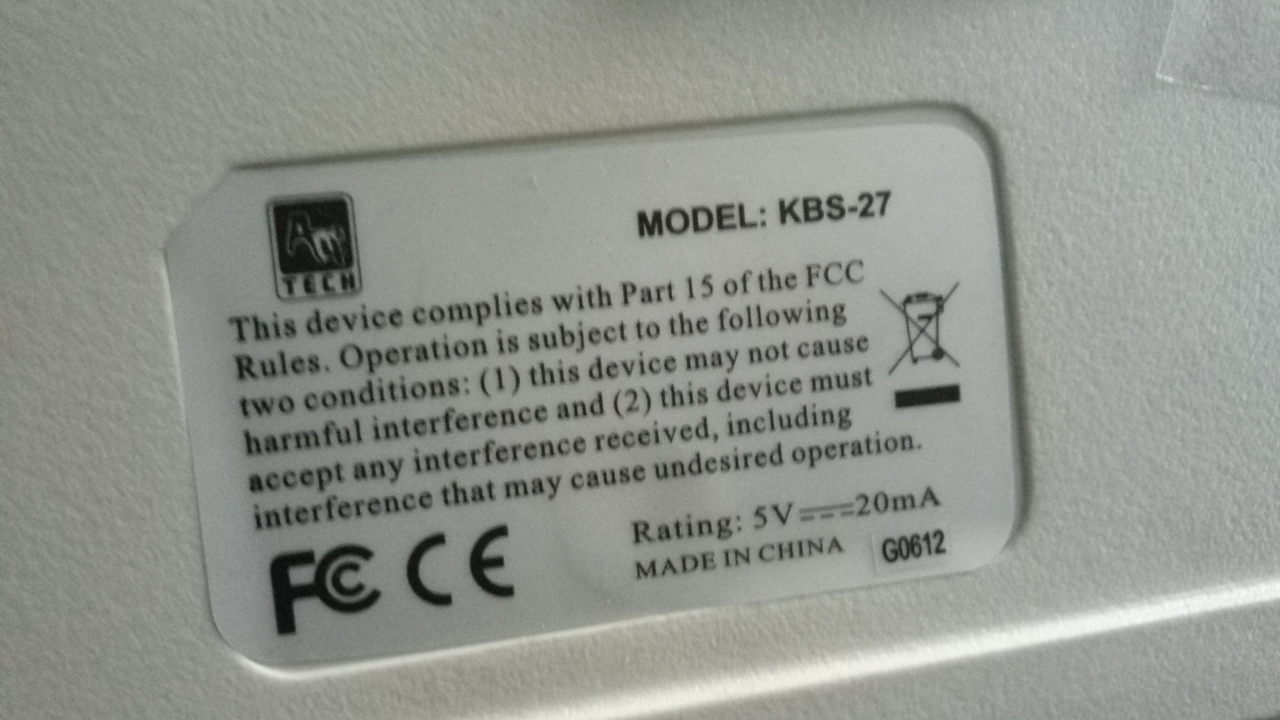 A4
TECH
MODEL: KBS-27
This device complies with Part 15 of the FCC
Rules. Operation is subject to the following
two conditions: (1) this device may not cause
harmful interference and (2) this device must
accept any interference received, including
interference that may cause undesired operation.
Rating: 5V⎓20mA
MADE IN CHINA
G0612
FCC CE